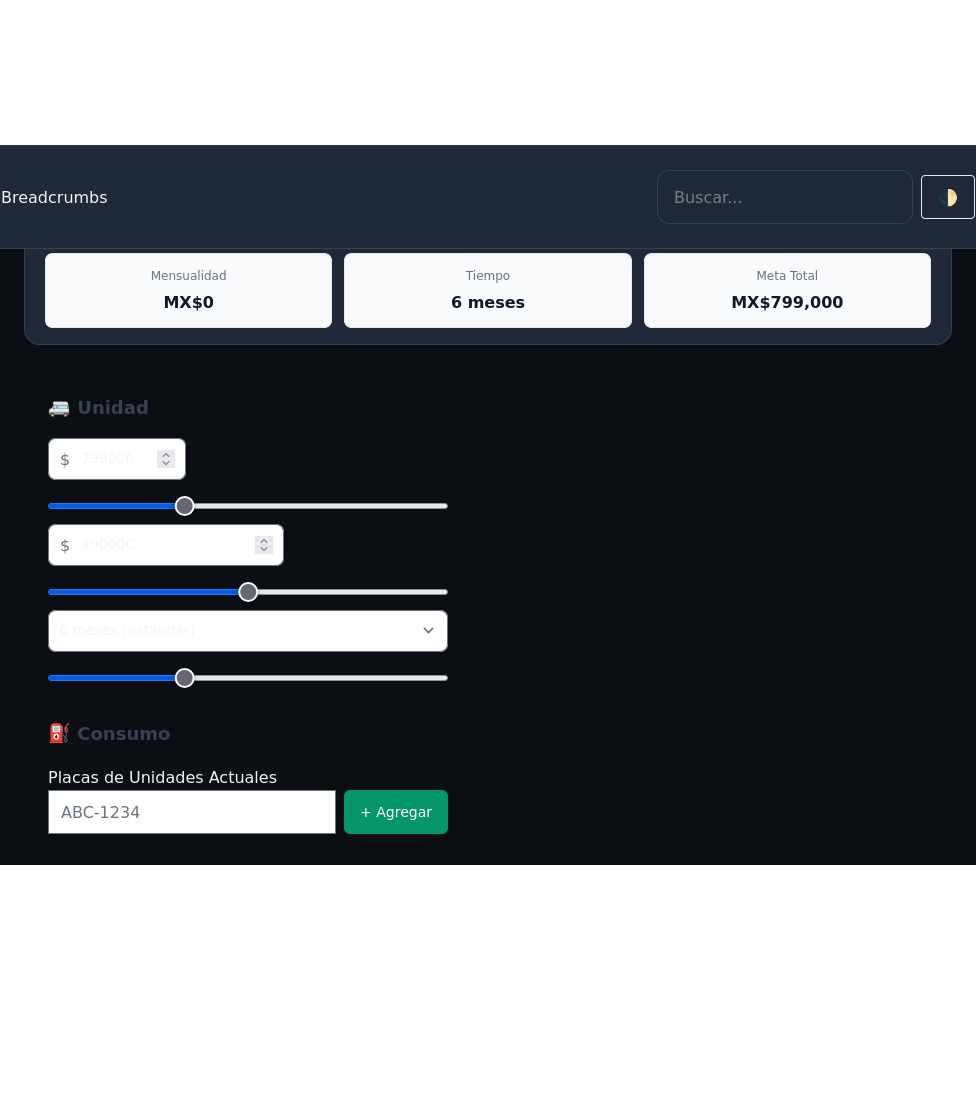 Breadcrumbs
Buscar...
Mensualidad
MX$0
Tiempo
6 meses
Meta Total
MX$799,000
🚐 Unidad
$ 799000
$ 400000
6 meses (estándar)
⛽ Consumo
Placas de Unidades Actuales
ABC-1234
+ Agregar